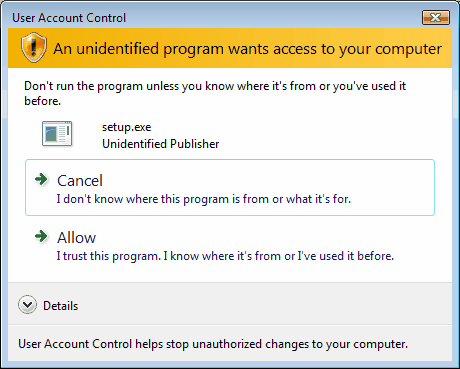 User Account Control
An unidentified program wants access to your computer
Don't run the program unless you know where it's from or you've used it
before.
setup.exe
Unidentified Publisher
Cancel
I don't know where this program is from or what it's for.
Allow
I trust this program. I know where it's from or I've used it before.
Details
User Account Control helps stop unauthorized changes to your computer.